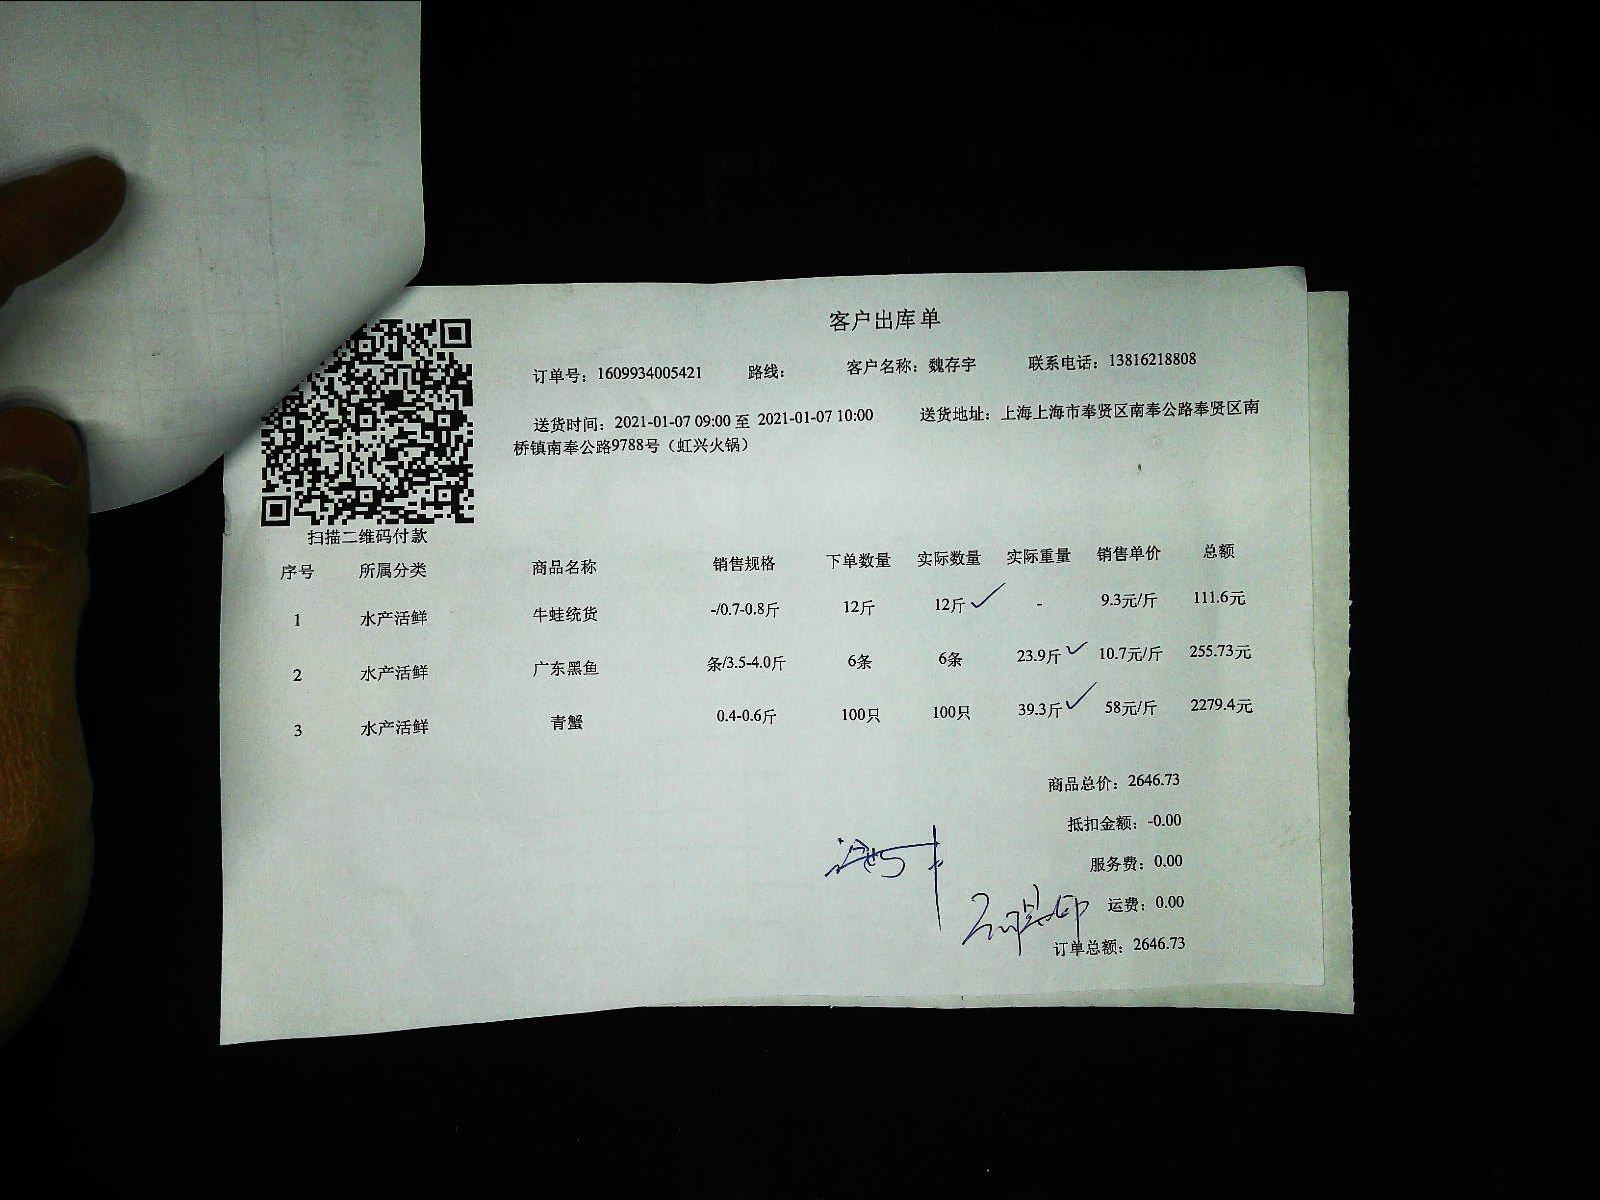 客户出库单
订单号：1609934005421 路线： 客户名称：魏存宇 联系电话：13816218808
送货时间：2021-01-07 09:00 至 2021-01-07 10:00 送货地址：上海上海市奉贤区南奉公路奉贤区南
桥镇南奉公路9788号（虹兴火锅）
扫描二维码付款
序号 所属分类 商品名称 销售规格 下单数量 实际数量 实际重量 销售单价 总额
1 水产活鲜 牛蛙统货 -/0.7-0.8斤 12斤 12斤 - 9.3元/斤 111.6元
2 水产活鲜 广东黑鱼 条/3.5-4.0斤 6条 6条 23.9斤 10.7元/斤 255.73元
3 水产活鲜 青蟹 0.4-0.6斤 100只 100只 39.3斤 58元/斤 2279.4元
商品总价：2646.73
抵扣金额：-0.00
服务费：0.00
运费：0.00
订单总额：2646.73